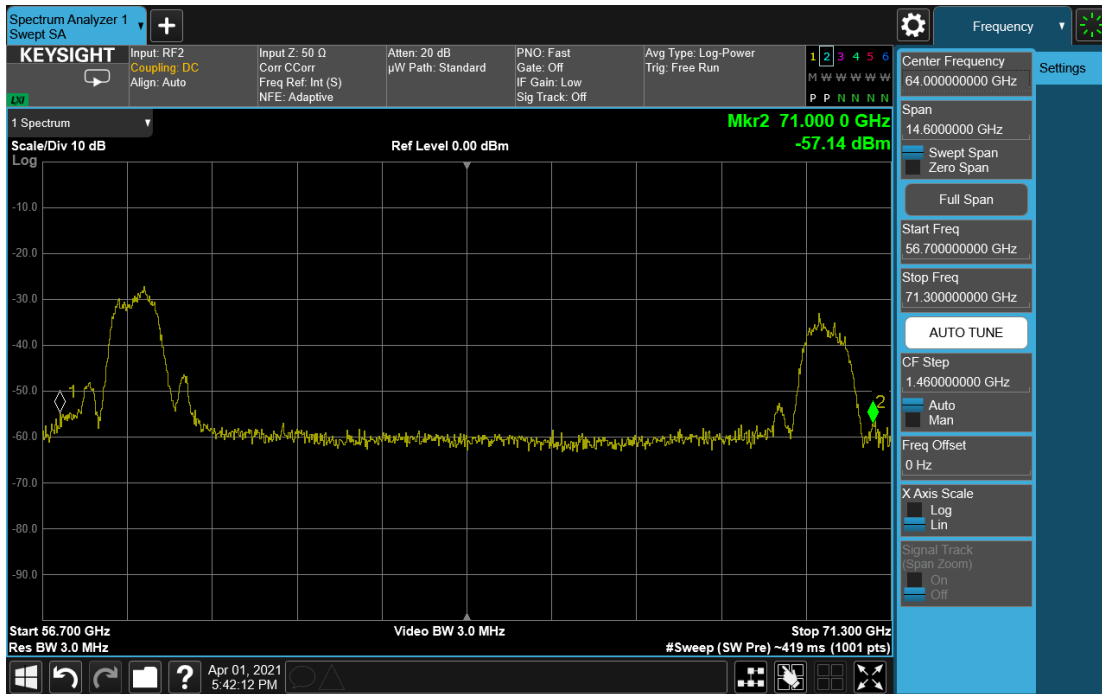 Spectrum Analyzer 1
Swept SA
Frequency
KEYSIGHT
LXI
Input: RF2
Coupling: DC
Align: Auto
Input Z: 50 Ω
Corr CCorr
Freq Ref: Int (S)
NFE: Adaptive
Atten: 20 dB
µW Path: Standard
PNO: Fast
Gate: Off
IF Gain: Low
Sig Track: Off
Avg Type: Log-Power
Trig: Free Run
1 2 3 4 5 6
M W W W W W
P P N N N N
1 Spectrum
Mkr2 71.000 0 GHz
-57.14 dBm
Scale/Div 10 dB
Ref Level 0.00 dBm
Log
-10.0
-20.0
-30.0
-40.0
-50.0
-60.0
-70.0
-80.0
-90.0
1
2
Start 56.700 GHz
Video BW 3.0 MHz
Stop 71.300 GHz
Res BW 3.0 MHz
#Sweep (SW Pre) ~419 ms (1001 pts)
Apr 01, 2021
5:42:12 PM
Center Frequency
64.000000000 GHz
Settings
Span
14.6000000 GHz
Swept Span
Zero Span
Full Span
Start Freq
56.700000000 GHz
Stop Freq
71.300000000 GHz
AUTO TUNE
CF Step
1.460000000 GHz
Auto
Man
Freq Offset
0 Hz
X Axis Scale
Log
Lin
Signal Track
(Span Zoom)
On
Off